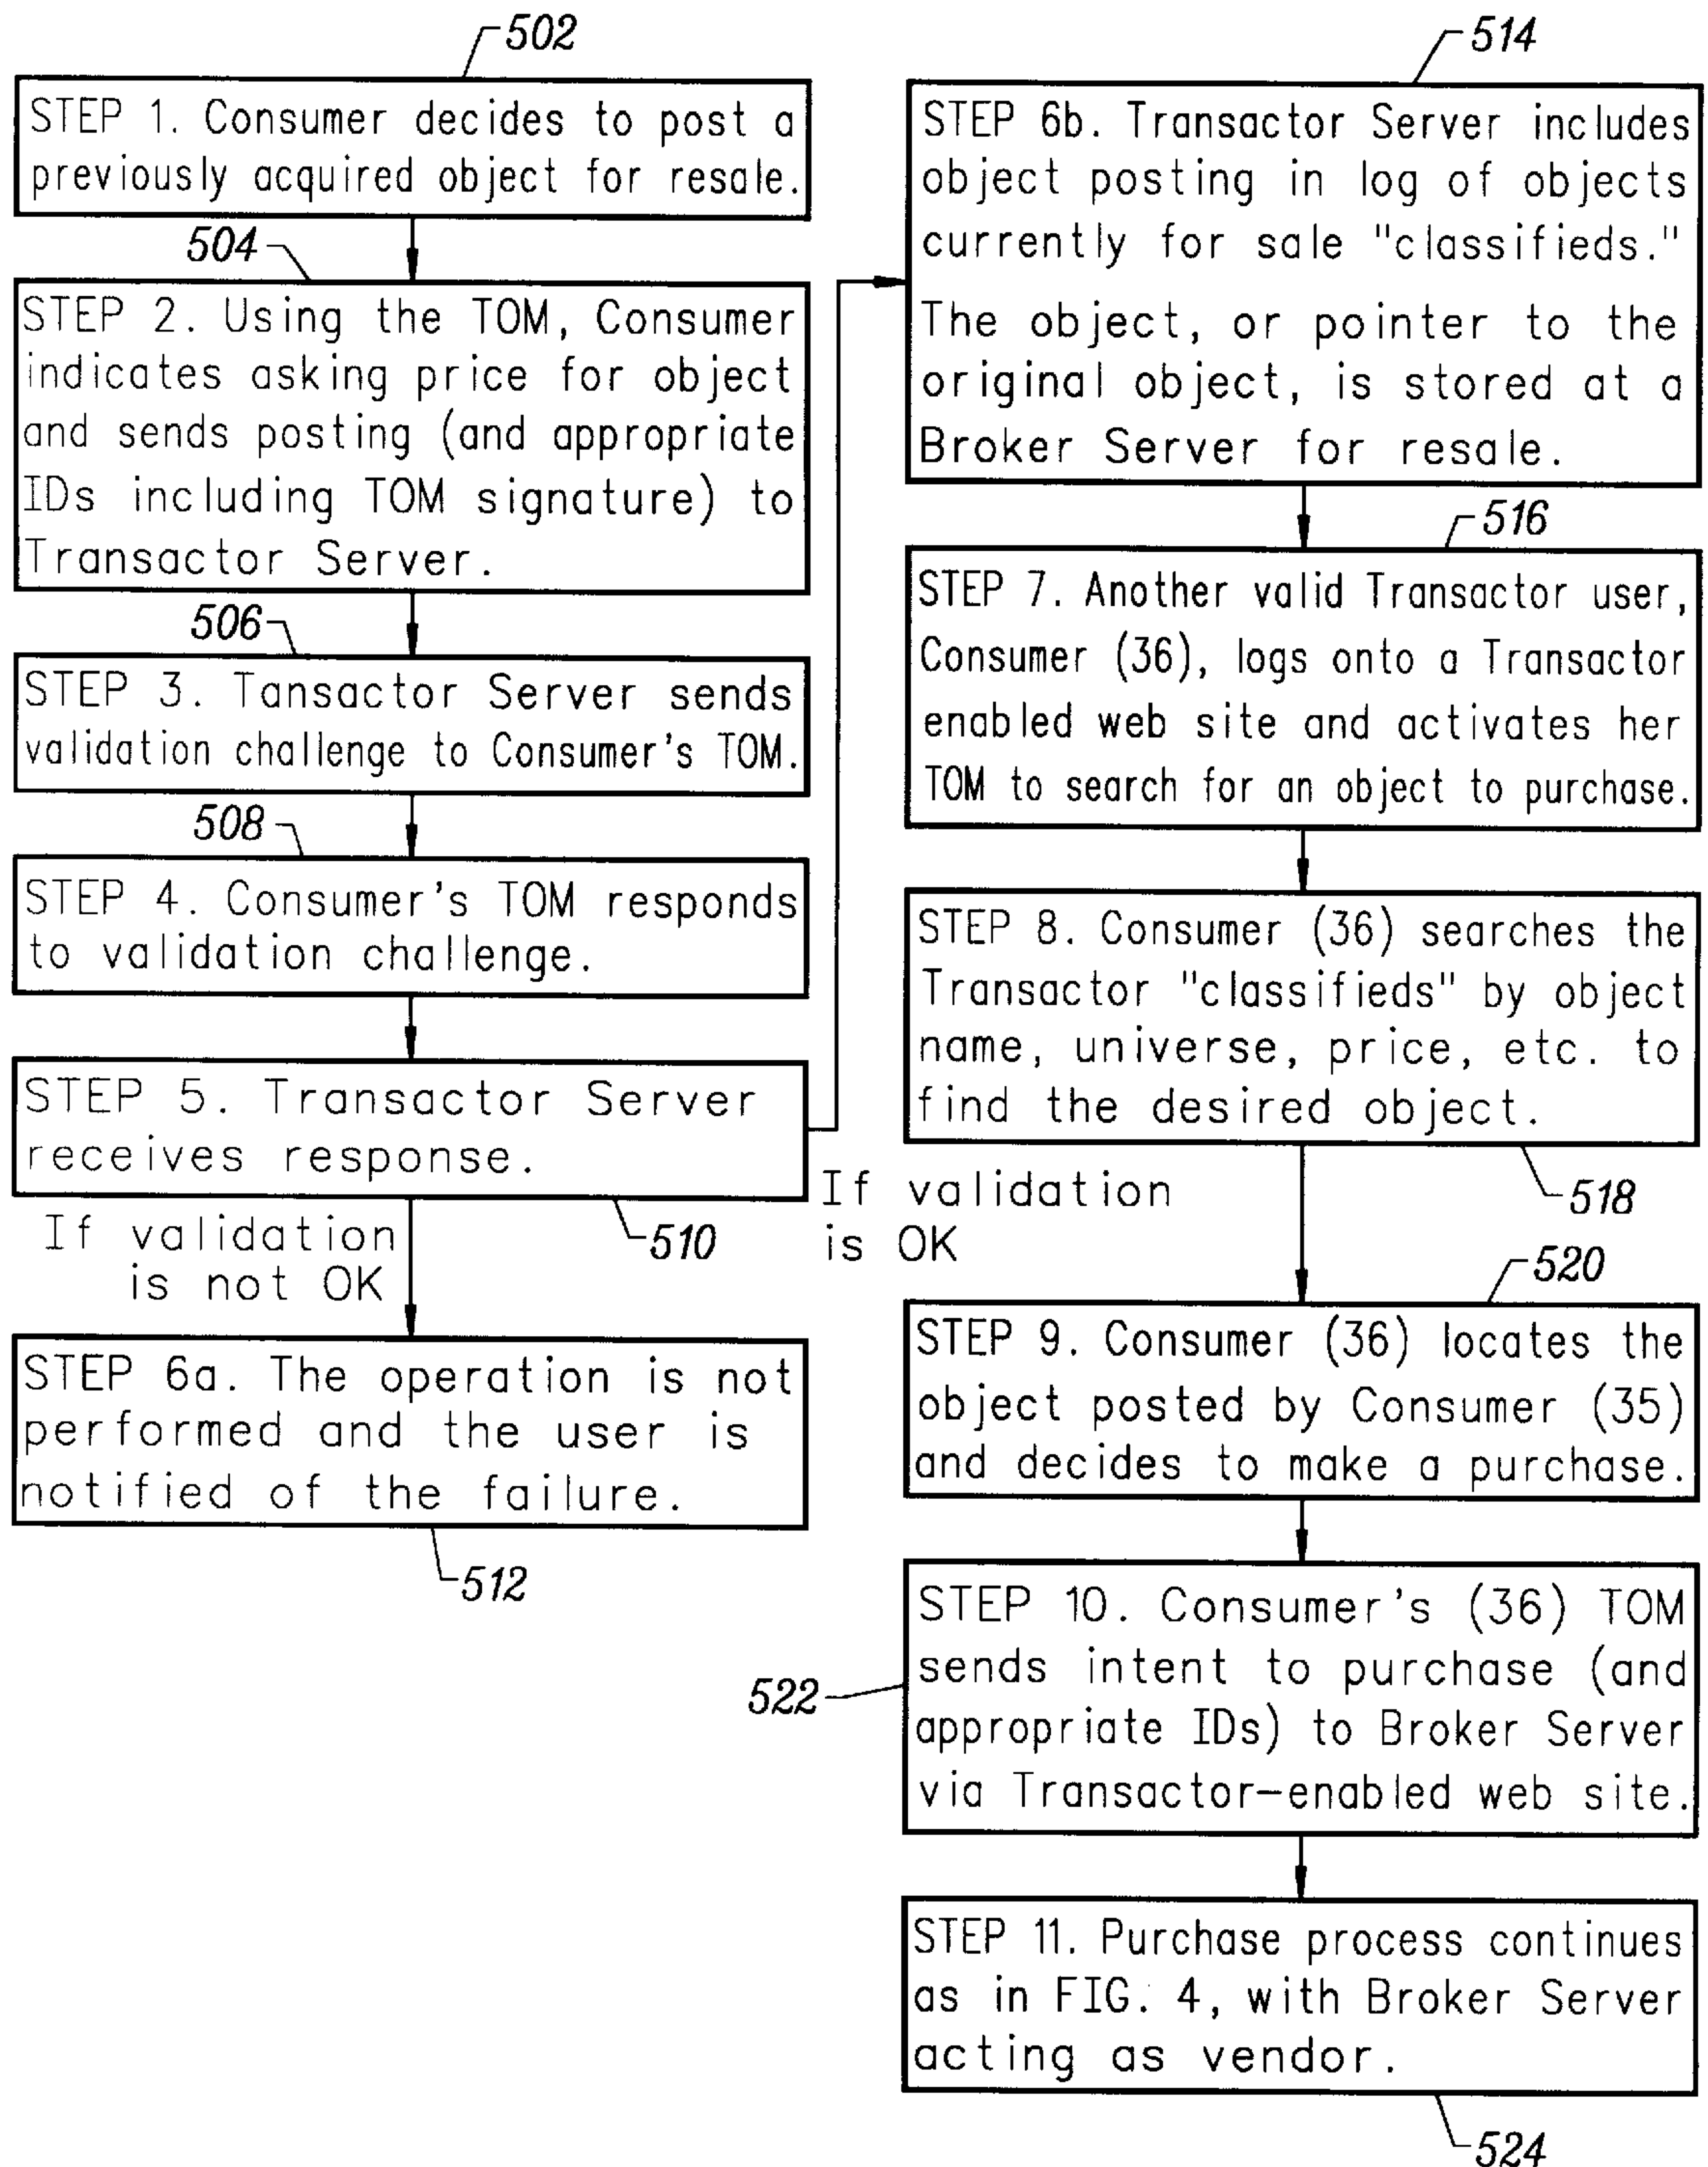 502
STEP 1. Consumer decides to post a
previously acquired object for resale.
504
STEP 2. Using the TOM, Consumer
indicates asking price for object
and sends posting (and appropriate
IDs including TOM signature) to
Transactor Server.
506
STEP 3. Tansactor Server sends
validation challenge to Consumer's TOM.
508
STEP 4. Consumer's TOM responds
to validation challenge.
STEP 5. Transactor Server
receives response.
510
If validation
is not OK
If validation
is OK
STEP 6a. The operation is not
performed and the user is
notified of the failure.
512
514
STEP 6b. Transactor Server includes
object posting in log of objects
currently for sale "classifieds."
The object, or pointer to the
original object, is stored at a
Broker Server for resale.
516
STEP 7. Another valid Transactor user,
Consumer (36), logs onto a Transactor
enabled web site and activates her
TOM to search for an object to purchase.
STEP 8. Consumer (36) searches the
Transactor "classifieds" by object
name, universe, price, etc. to
find the desired object.
518
520
STEP 9. Consumer (36) locates the
object posted by Consumer (35)
and decides to make a purchase.
522
STEP 10. Consumer's (36) TOM
sends intent to purchase (and
appropriate IDs) to Broker Server
via Transactor-enabled web site.
STEP 11. Purchase process continues
as in FIG. 4, with Broker Server
acting as vendor.
524